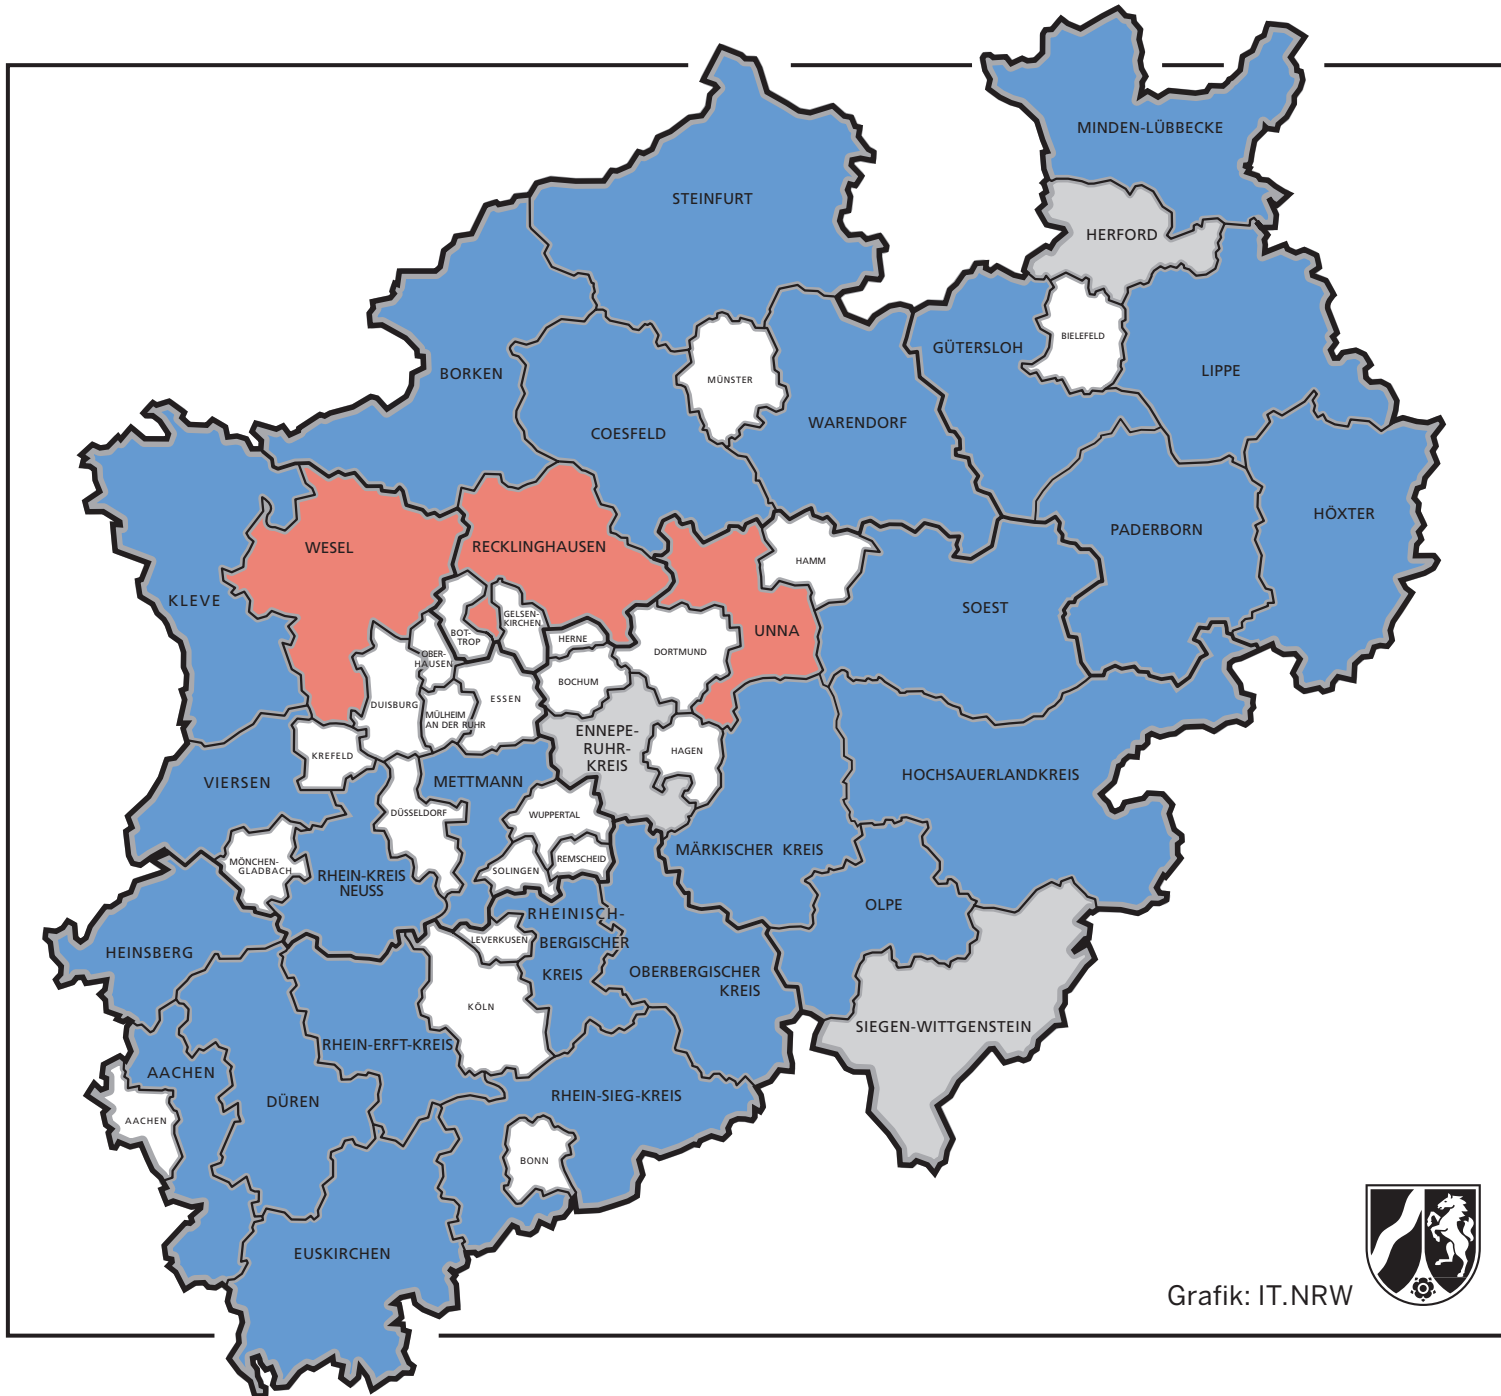 MINDEN-LÜBBECKE
STEINFURT
HERFORD
BIELEFELD
GÜTERSLOH
LIPPE
BORKEN
MÜNSTER
WARENDORF
COESFELD
HÖXTER
PADERBORN
WESEL
RECKLINGHAUSEN
HAMM
KLEVE
SOEST
GELSEN-
KIRCHEN
BOT-
TROP
HERNE
UNNA
DORTMUND
OBER-
HAUSEN
BOCHUM
ESSEN
DUISBURG
MÜLHEIM
AN DER RUHR
ENNEPE-
RUHR-
KREIS
HAGEN
KREFELD
HOCHSAUERLANDKREIS
VIERSEN
METTMANN
DÜSSELDORF
WUPPERTAL
MÄRKISCHER KREIS
MÖNCHEN-
GLADBACH
REMSCHEID
SOLINGEN
RHEIN-KREIS
NEUSS
OLPE
RHEINISCH-
BERGISCHER
KREIS
LEVERKUSEN
HEINSBERG
OBERBERGISCHER
KREIS
KÖLN
SIEGEN-WITTGENSTEIN
RHEIN-ERFT-KREIS
AACHEN
DÜREN
RHEIN-SIEG-KREIS
AACHEN
BONN
EUSKIRCHEN
Grafik: IT.NRW